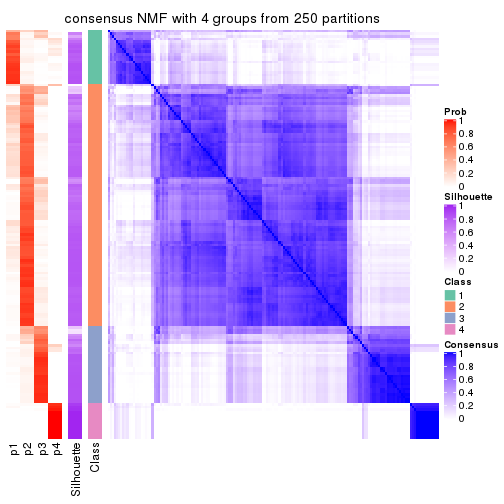 consensus NMF with 4 groups from 250 partitions
Prob
1
0.8
0.6
0.4
0.2
0
Silhouette
1
0.8
0.6
0.4
0.2
0
Class
1
2
3
4
Consensus
1
0.8
0.6
0.4
0.2
0
p1
p2
p3
p4
Silhouette
Class